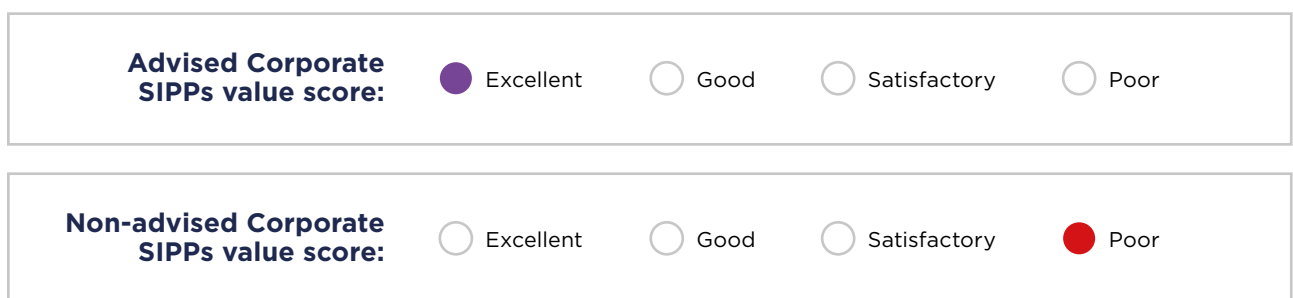 Advised Corporate
SIPPs value score:
Excellent Good Satisfactory Poor
Non-advised Corporate
SIPPs value score:
Excellent Good Satisfactory Poor